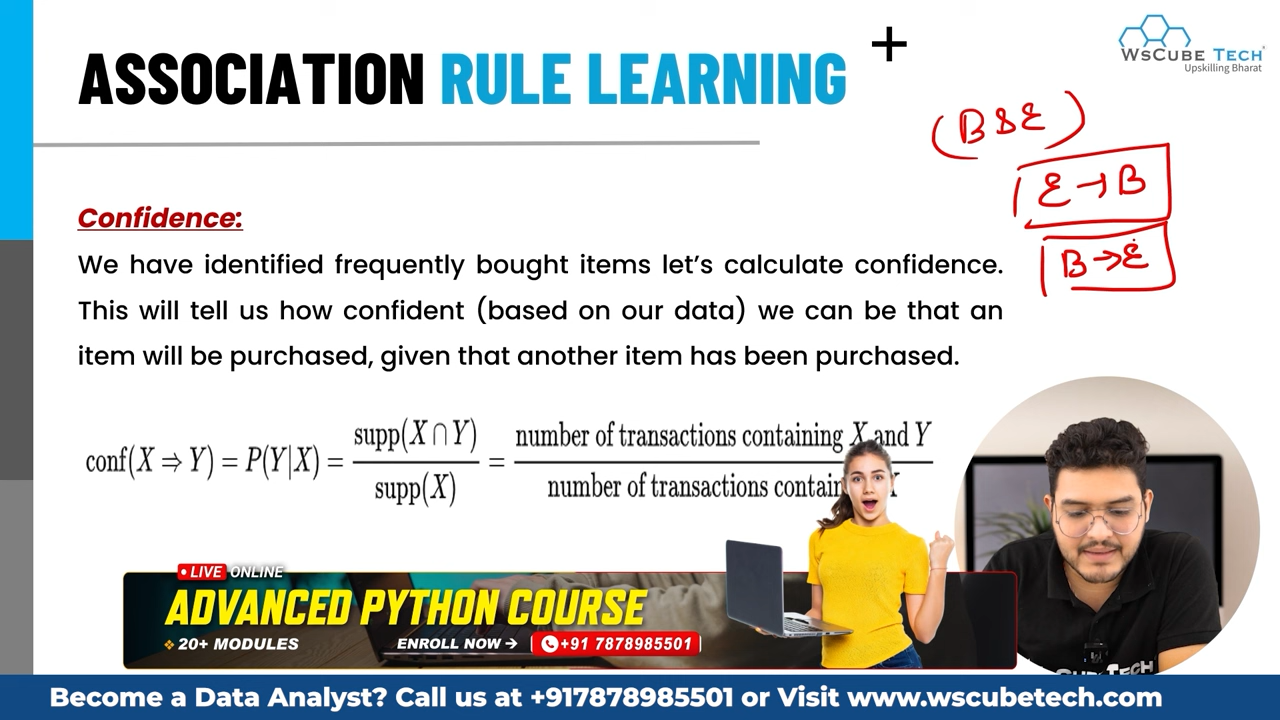 ASSOCIATION RULE LEARNING
WsCube Tech
Upskilling Bharat
(B & E)
E → B
B → E
Confidence:
We have identified frequently bought items let’s calculate confidence.
This will tell us how confident (based on our data) we can be that an
item will be purchased, given that another item has been purchased.
conf(X ⇒ Y) = P(Y|X) = supp(X ∩ Y) / supp(X) = number of transactions containing X and Y / number of transactions X
• LIVE ONLINE
ADVANCED PYTHON COURSE
20+ MODULES ENROLL NOW → +91 7878985501
Become a Data Analyst? Call us at +917878985501 or Visit www.wscubetech.com